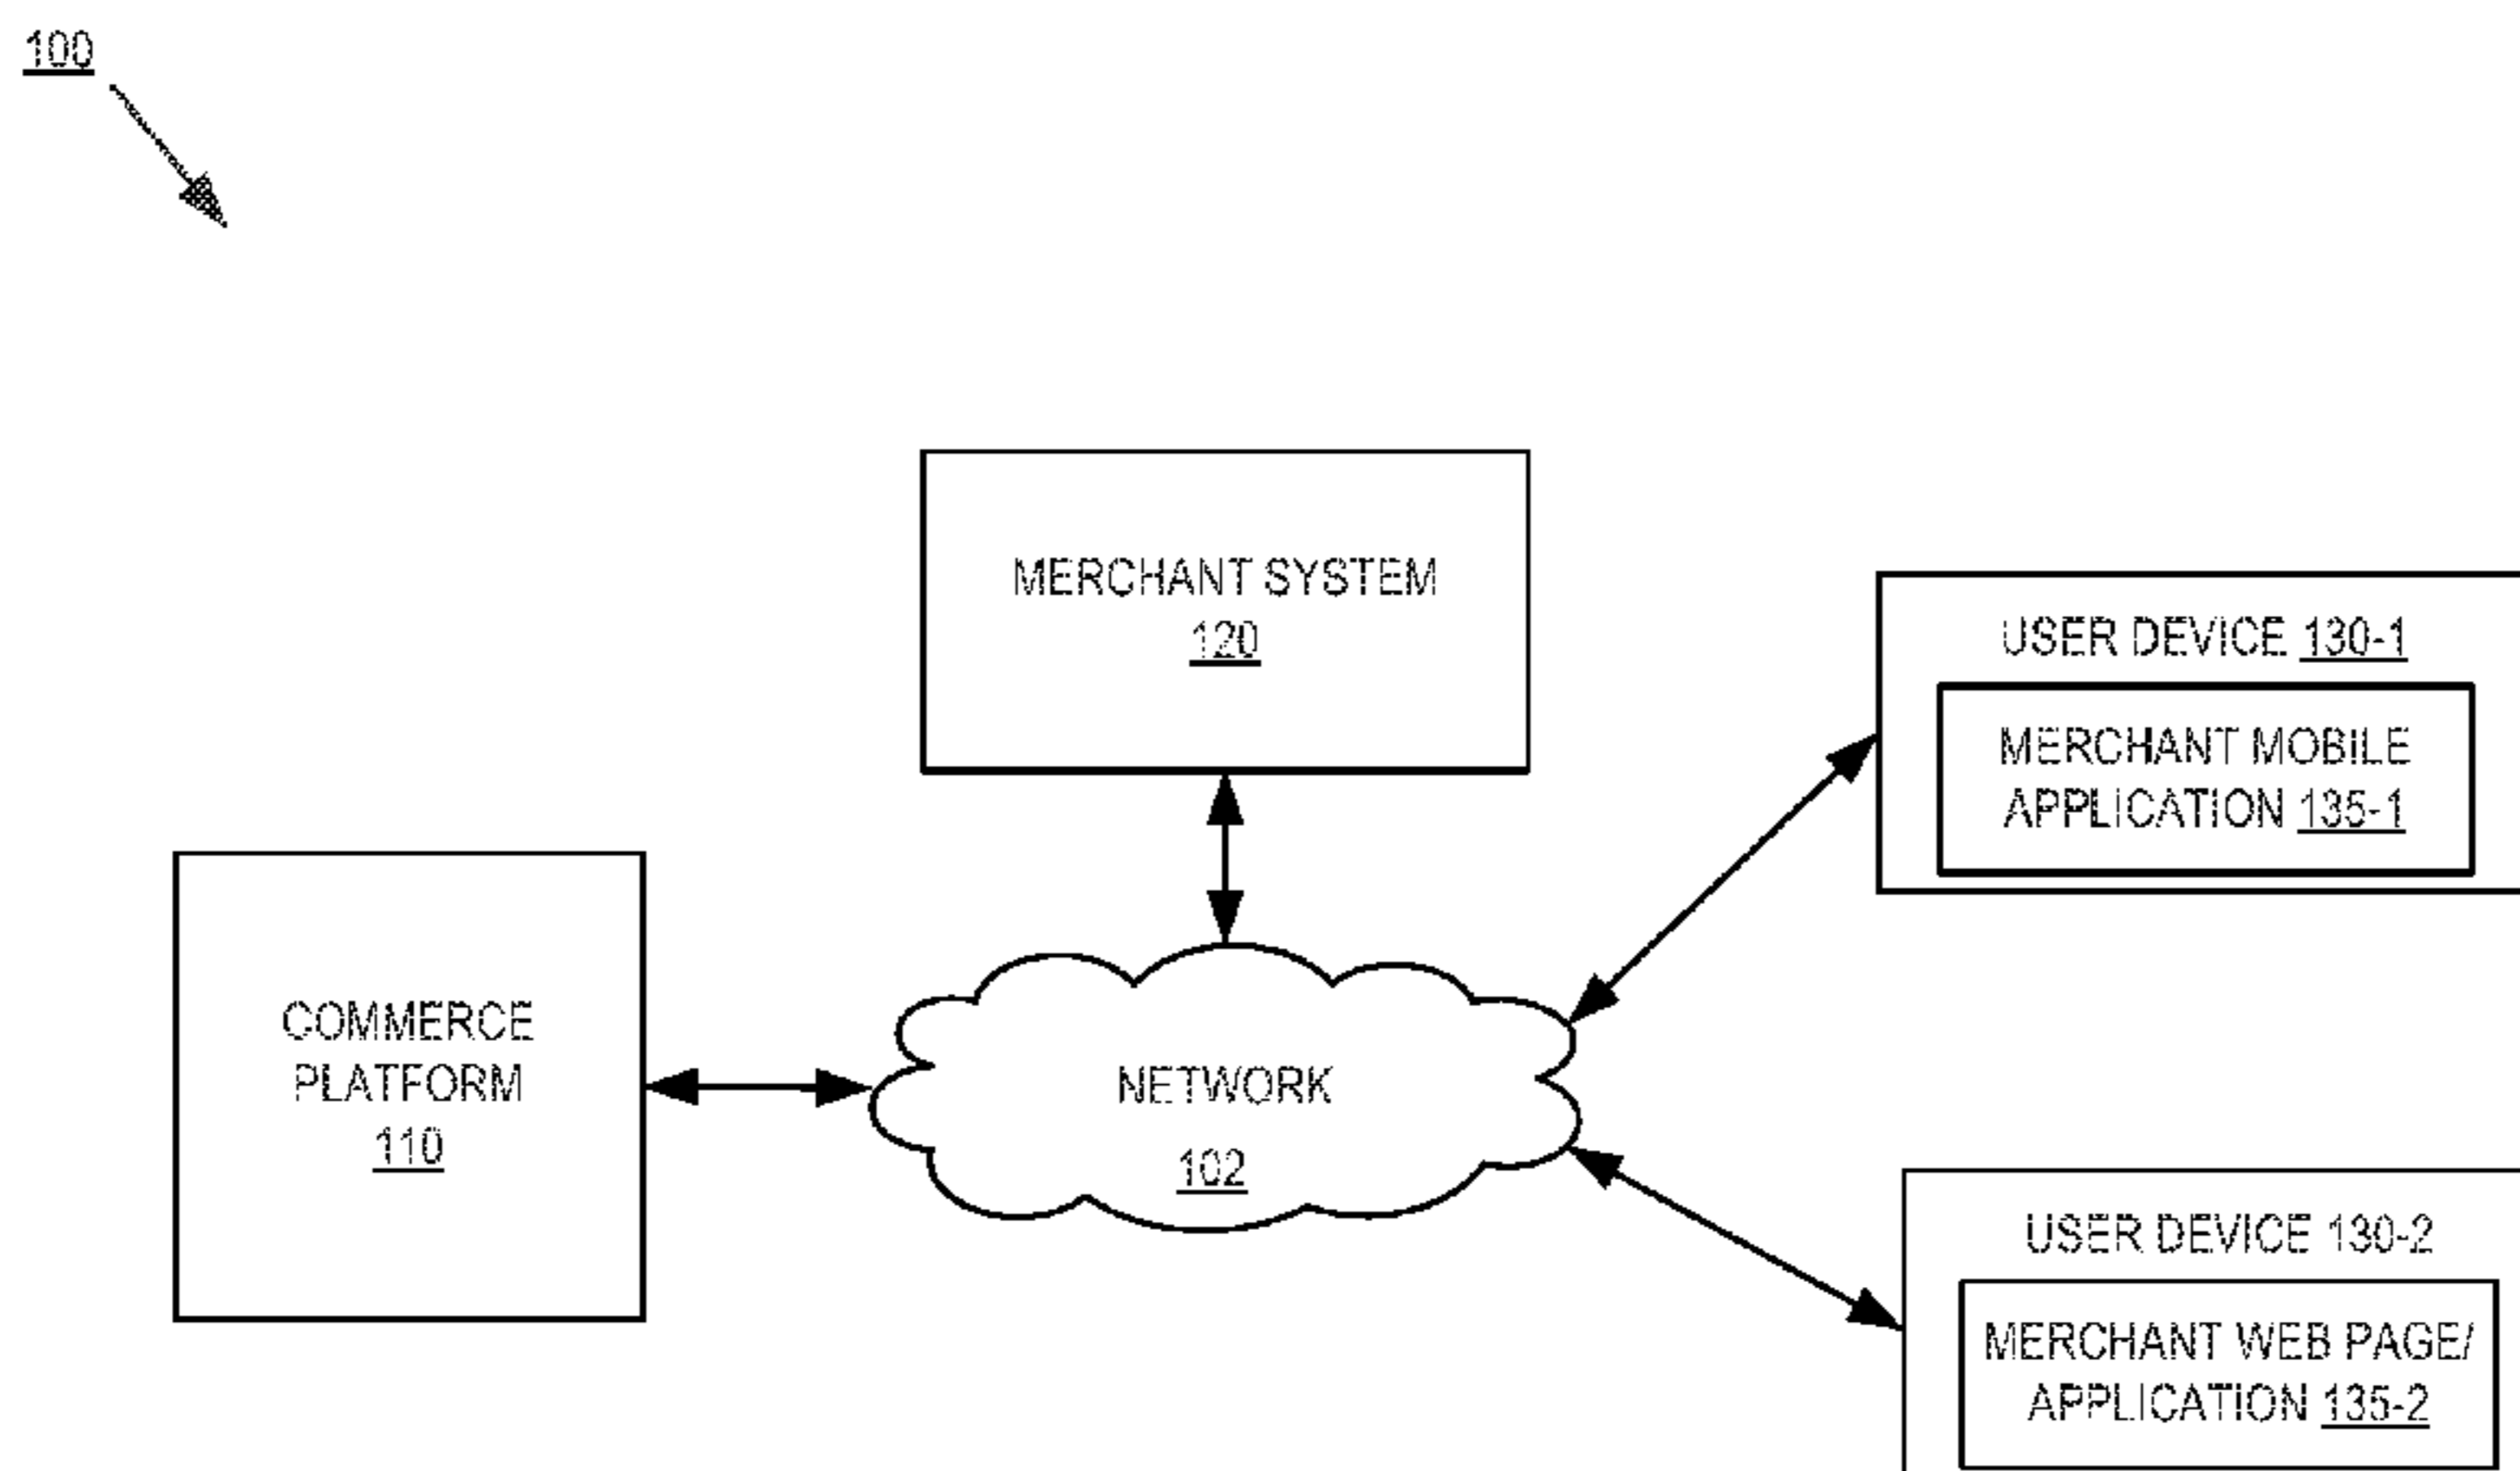 100
MERCHANT SYSTEM
120
USER DEVICE 130-1
MERCHANT MOBILE
APPLICATION 135-1
COMMERCE
PLATFORM
110
NETWORK
102
USER DEVICE 130-2
MERCHANT WEB PAGE/
APPLICATION 135-2